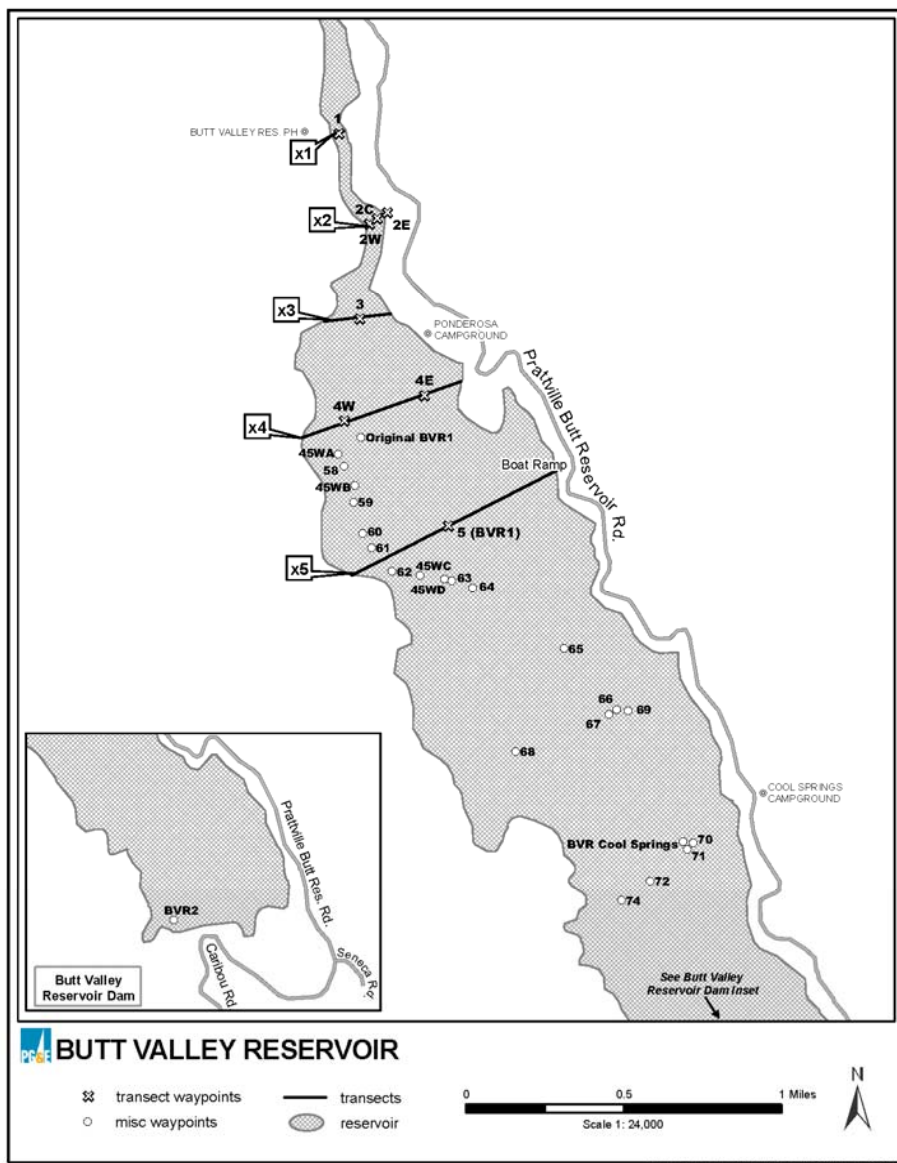 1
BUTT VALLEY RES. PH
x1
2C
x2
2E
2W
3
x3
PONDEROSA
CAMPGROUND
Prattville Butt Reservoir Rd.
4E
4W
x4
Original BVR1
45WA
58
Boat Ramp
45WB
59
60
5 (BVR1)
61
x5
62
45WC
63
45WD
64
65
66
69
67
68
COOL SPRINGS
CAMPGROUND
BVR Cool Springs
70
71
72
74
See Butt Valley
Reservoir Dam Inset
Prattville Butt Res. Rd.
BVR2
Caribou Rd.
Seneca Rd.
Butt Valley
Reservoir Dam
PG&E
BUTT VALLEY RESERVOIR
transect waypoints
transects
misc waypoints
reservoir
0 0.5 1 Miles
Scale 1: 24,000
N